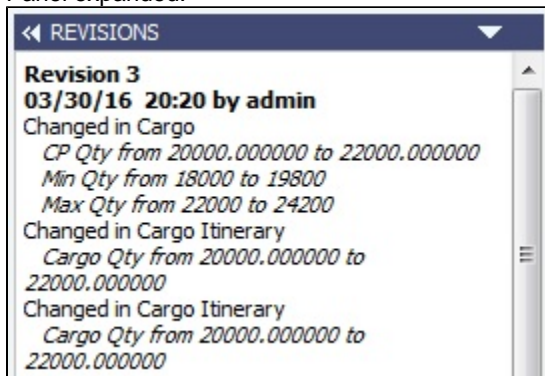 REVISIONS
Revision 3
03/30/16 20:20 by admin
Changed in Cargo
CP Qty from 20000.000000 to 22000.000000
Min Qty from 18000 to 19800
Max Qty from 22000 to 24200
Changed in Cargo Itinerary
Cargo Qty from 20000.000000 to
22000.000000
Changed in Cargo Itinerary
Cargo Qty from 20000.000000 to
22000.000000